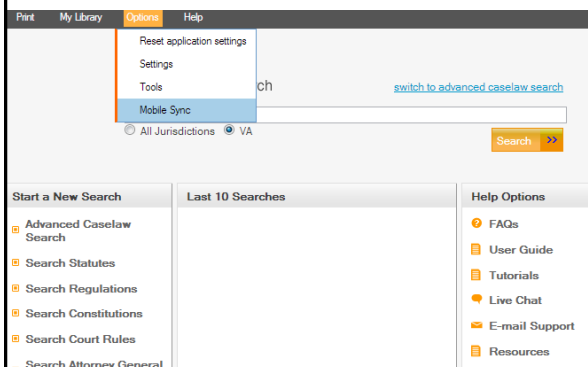 Print My Library Options Help
Reset application settings
Settings
Tools
Mobile Sync
ch
switch to advanced caselaw search
All Jurisdictions VA
Search >>
Start a New Search
Advanced Caselaw
Search
Search Statutes
Search Regulations
Search Constitutions
Search Court Rules
Search Attorney General
Last 10 Searches
Help Options
FAQs
User Guide
Tutorials
Live Chat
E-mail Support
Resources